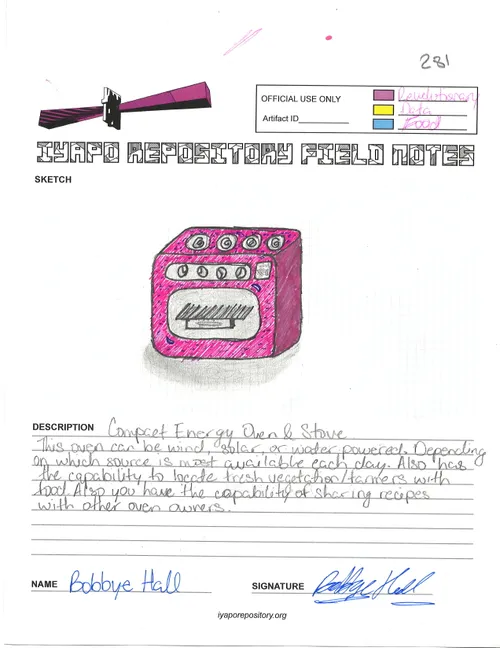 281
OFFICIAL USE ONLY
Revolutionary
Data
Artifact ID
Food
IYAPO REPOSITORY FIELD NOTES
SKETCH
DESCRIPTION Compact Energy Oven & Stove
This oven can be wind, solar, or water powered. Depending
on which source is most available each day. Also has
the capability to locate fresh vegetation/farmers with
food. Also you have the capability of sharing recipes
with other oven owners.
NAME Bobbye Hall
SIGNATURE Bobbye Hall
iyaporepository.org